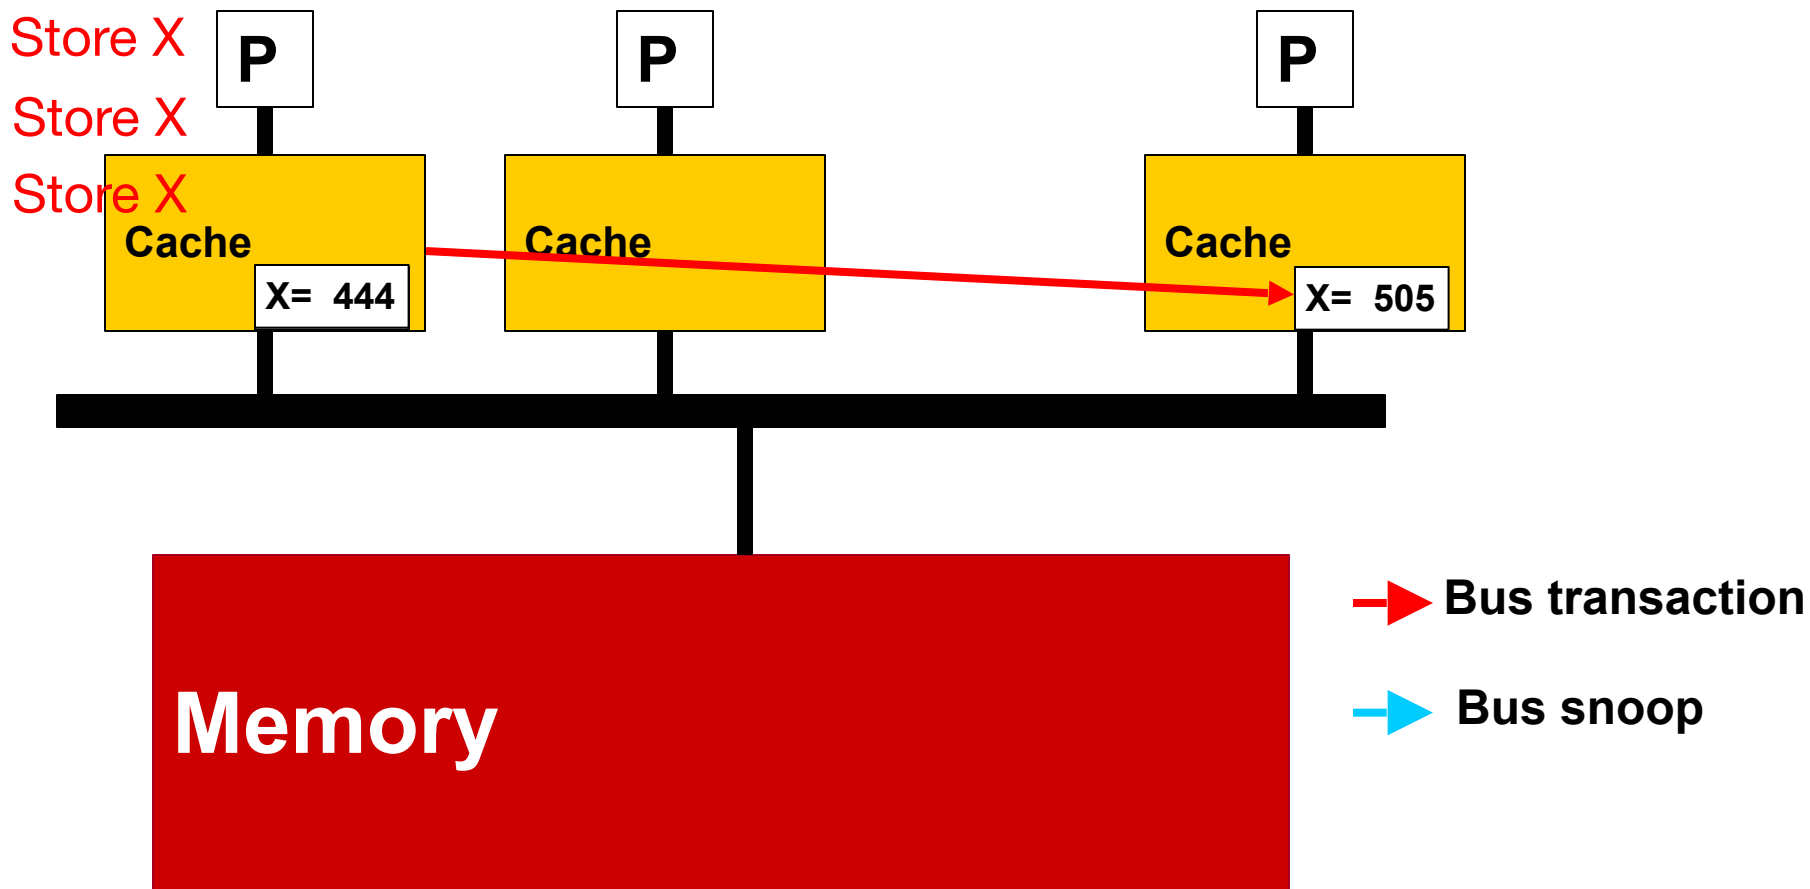 Store X
P
P
P
Store X
Store X
Cache
Cache
Cache
X= 444
X= 505
Bus transaction
Bus snoop
Memory